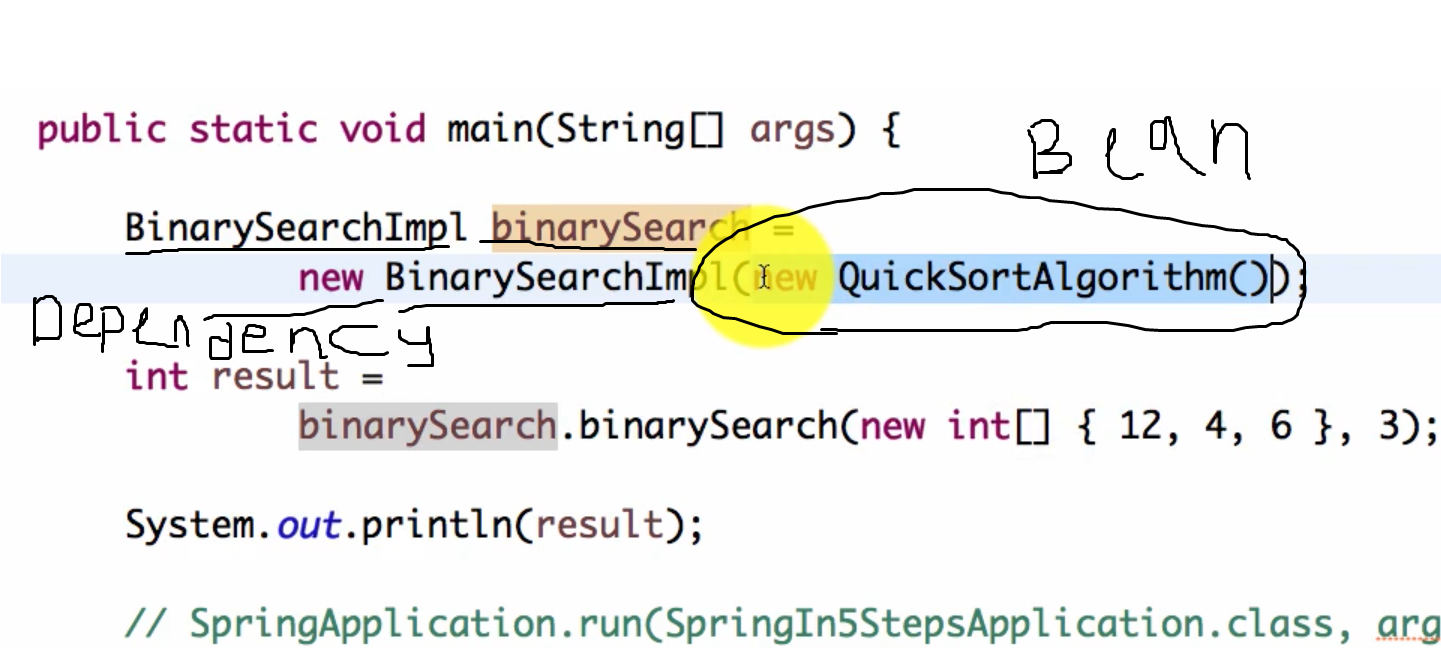 public static void main(String[] args) {
Bean
BinarySearchImpl binarySearch =
new BinarySearchImpl(new QuickSortAlgorithm());
Dependency
int result =
binarySearch.binarySearch(new int[] { 12, 4, 6 }, 3);
System.out.println(result);
// SpringApplication.run(SpringIn5StepsApplication.class, arg